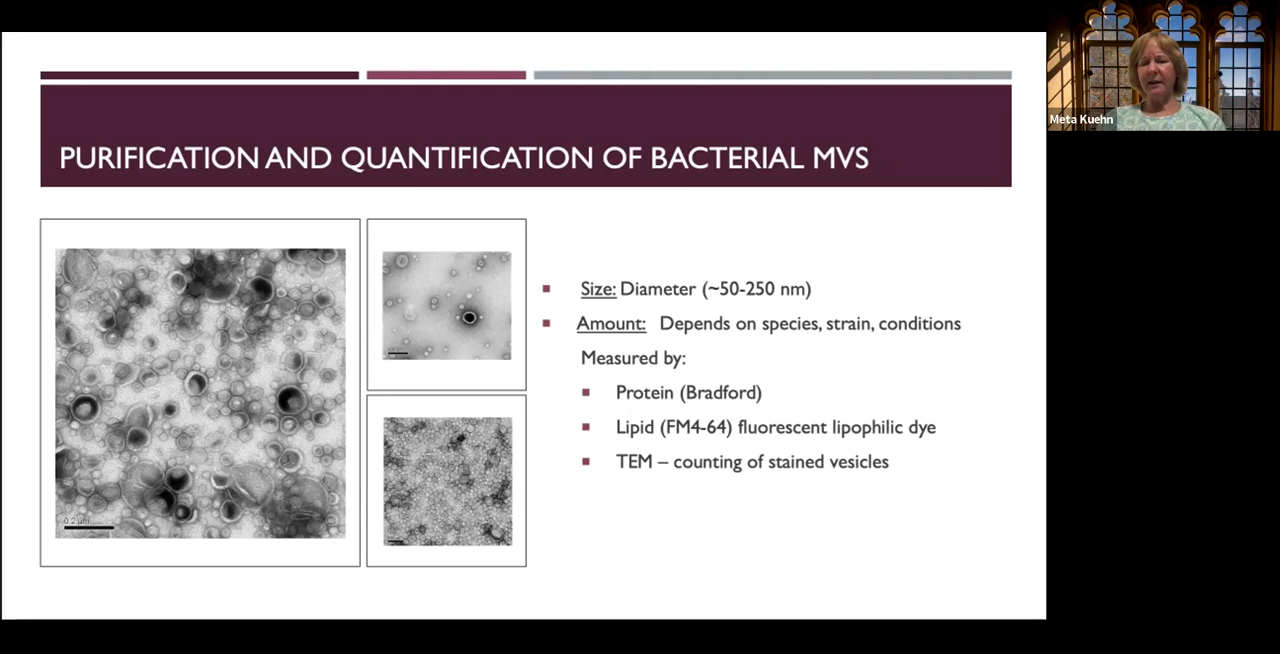 Meta Kuehn
PURIFICATION AND QUANTIFICATION OF BACTERIAL MVS
Size: Diameter (~50-250 nm)
Amount: Depends on species, strain, conditions
Measured by:
Protein (Bradford)
Lipid (FM4-64) fluorescent lipophilic dye
TEM – counting of stained vesicles
0.2 µm